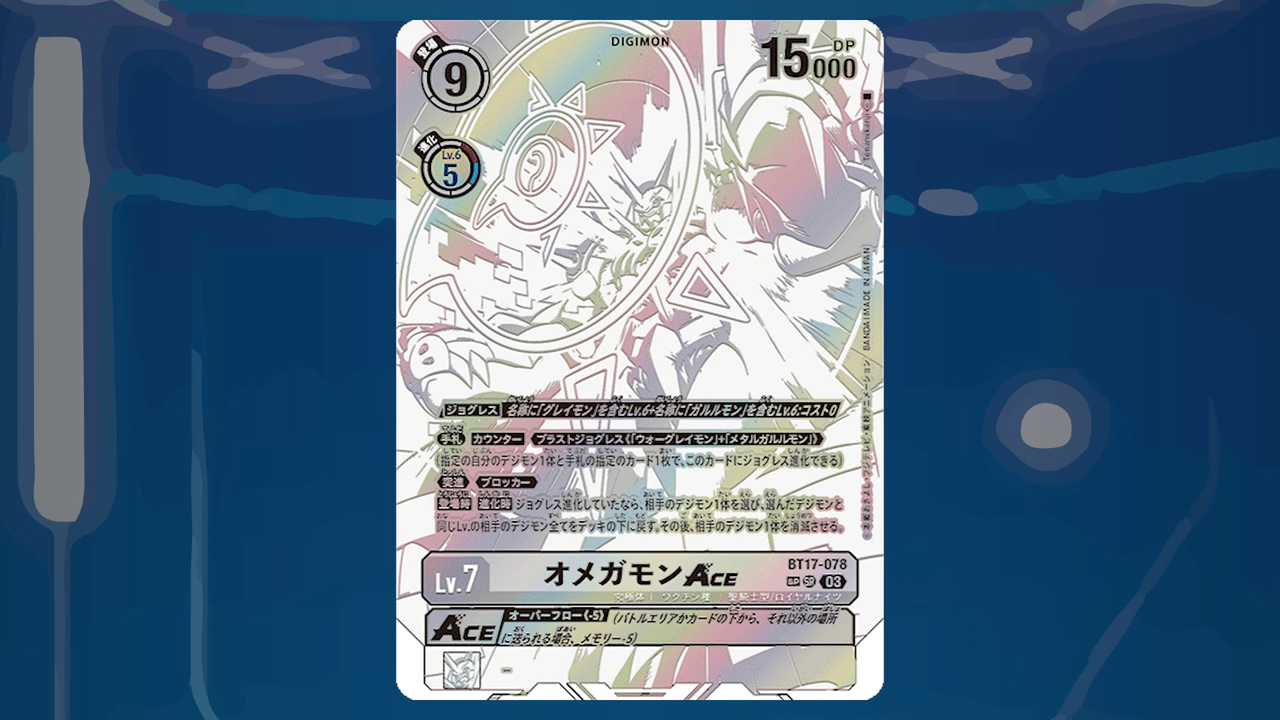 DIGIMON
登場
9
15000
DP
進化
Lv.6
5
ジョグレス 名称に「グレイモン」を含むLv.6+名称に「ガルルモン」を含むLv.6:コスト0
手札 カウンター ブラストジョグレス《「ウォーグレイモン」+「メタルガルルモン」》
(指定の自分のデジモン1体と手札の指定のカード1枚で、このカードにジョグレス進化できる)
突進 ブロッカー
登場時 進化時 ジョグレス進化していたなら、相手のデジモン1体を選び、選んだデジモンと
同じLv.の相手のデジモン全てをデッキの下に戻す。その後、相手のデジモン1体を消滅させる。
BT17-078
Lv.7
オメガモンACE
SR 03
究極体 | ワクチン種 | 聖騎士型/ロイヤルナイツ
ACE
オーバーフロー《-5》 (バトルエリアかカードの下から、それ以外の場所
に送られる場合、メモリー-5)
-
BANDAI MADE IN JAPAN